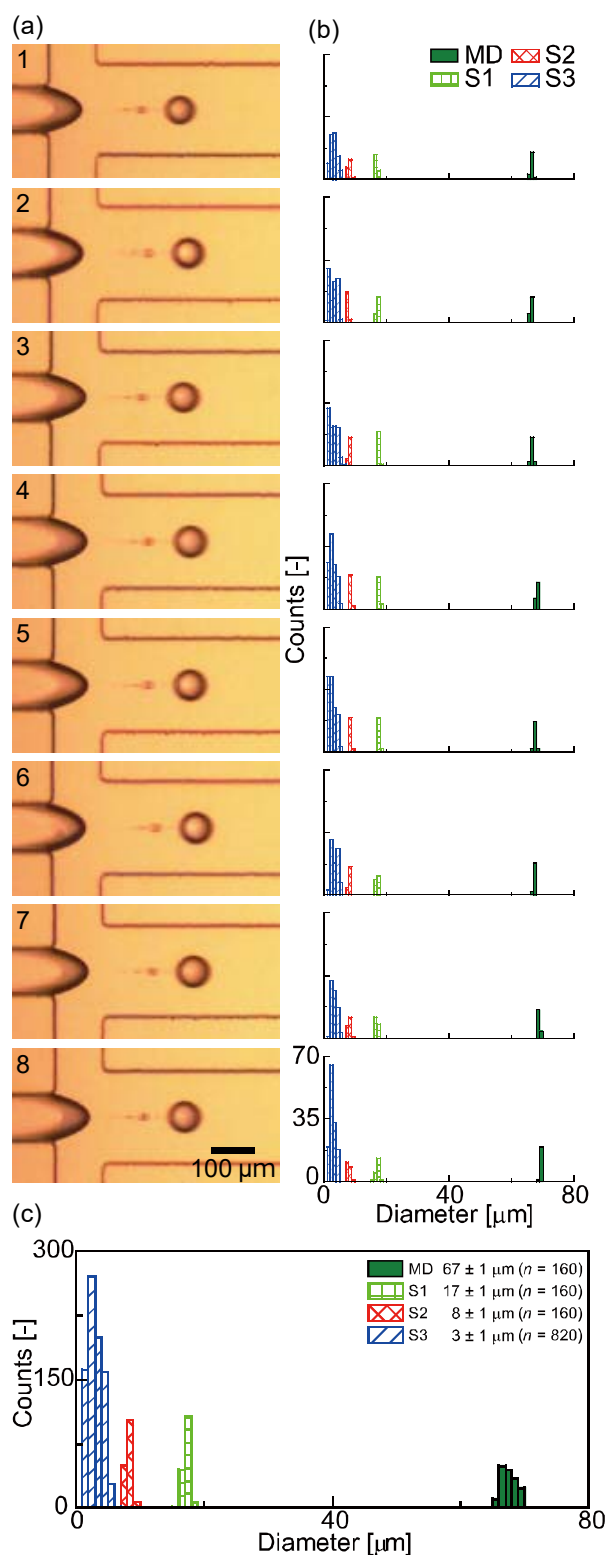 (a)
1
2
3
4
5
6
7
8
100 µm
(b)
MD S2
S1 S3
Counts [-]
70
35
0
0 40 80
Diameter [µm]
(c)
300
150
0
Counts [-]
MD 67 ± 1 µm (n = 160)
S1 17 ± 1 µm (n = 160)
S2 8 ± 1 µm (n = 160)
S3 3 ± 1 µm (n = 820)
0 40 80
Diameter [µm]